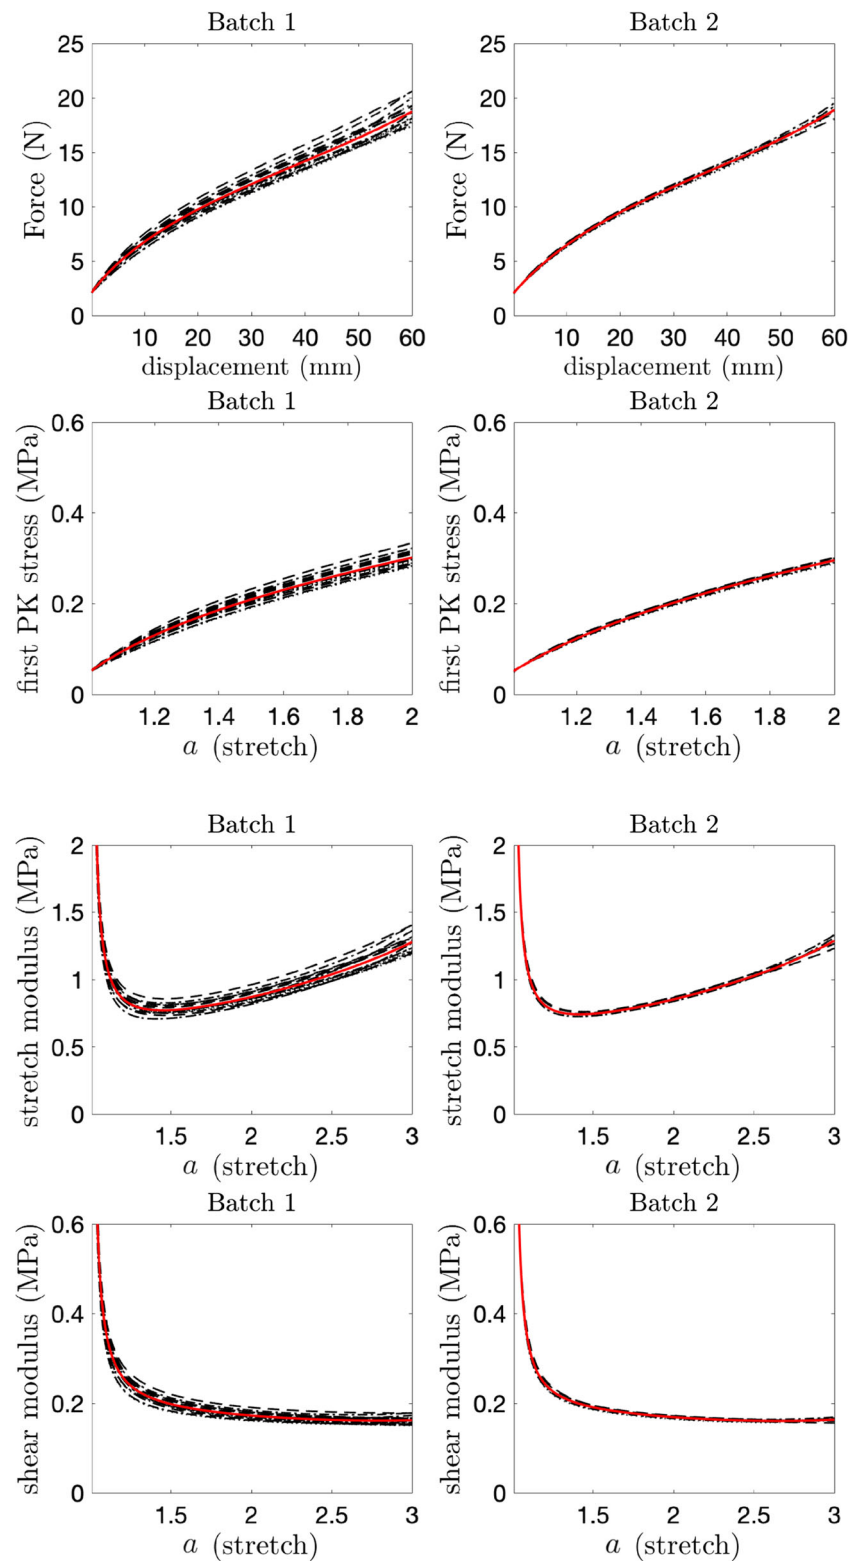 Batch 1
Batch 2
25
20
15
10
5
0
Force (N)
10 20 30 40 50 60
displacement (mm)
25
20
15
10
5
0
Force (N)
10 20 30 40 50 60
displacement (mm)
Batch 1
Batch 2
0.6
0.4
0.2
0
first PK stress (MPa)
1.2 1.4 1.6 1.8 2
a (stretch)
0.6
0.4
0.2
0
first PK stress (MPa)
1.2 1.4 1.6 1.8 2
a (stretch)
Batch 1
Batch 2
2
1.5
1
0.5
0
stretch modulus (MPa)
1.5 2 2.5 3
a (stretch)
2
1.5
1
0.5
0
stretch modulus (MPa)
1.5 2 2.5 3
a (stretch)
Batch 1
Batch 2
0.6
0.4
0.2
0
shear modulus (MPa)
1.5 2 2.5 3
a (stretch)
0.6
0.4
0.2
0
shear modulus (MPa)
1.5 2 2.5 3
a (stretch)